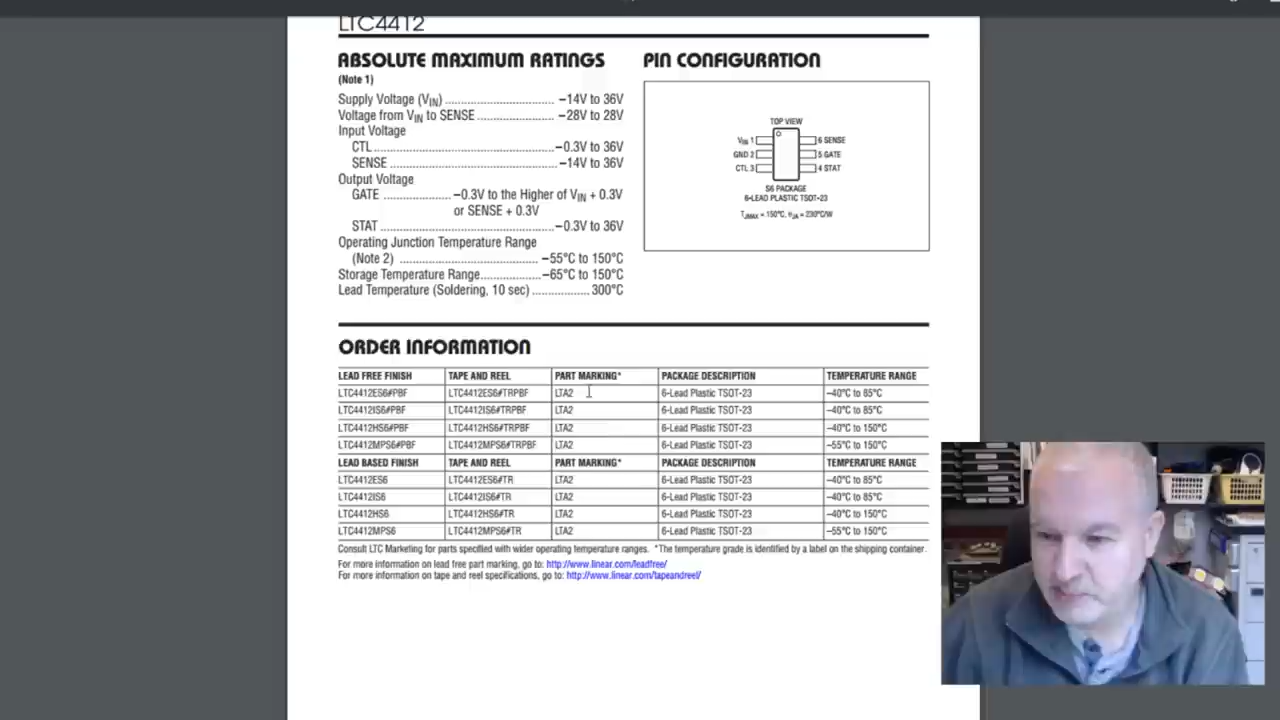 LTC4412
ABSOLUTE MAXIMUM RATINGS
(Note 1)
Supply Voltage (VIN) .............................. –14V to 36V
Voltage from VIN to SENSE ..................... –28V to 28V
Input Voltage
CTL .................................................. –0.3V to 36V
SENSE .............................................. –14V to 36V
Output Voltage
GATE .................. –0.3V to the Higher of VIN + 0.3V
or SENSE + 0.3V
STAT ................................................ –0.3V to 36V
Operating Junction Temperature Range
(Note 2) ...................................... –55°C to 150°C
Storage Temperature Range................. –65°C to 150°C
Lead Temperature (Soldering, 10 sec) ................ 300°C
PIN CONFIGURATION
TOP VIEW
VIN 1 6 SENSE
GND 2 5 GATE
CTL 3 4 STAT
S6 PACKAGE
6-LEAD PLASTIC TSOT-23
TJMAX = 150°C, θJA = 230°C/W
ORDER INFORMATION
LEAD FREE FINISH TAPE AND REEL PART MARKING* PACKAGE DESCRIPTION TEMPERATURE RANGE
LTC4412ES6#PBF LTC4412ES6#TRPBF LTA2 6-Lead Plastic TSOT-23 –40°C to 85°C
LTC4412IS6#PBF LTC4412IS6#TRPBF LTA2 6-Lead Plastic TSOT-23 –40°C to 85°C
LTC4412HS6#PBF LTC4412HS6#TRPBF LTA2 6-Lead Plastic TSOT-23 –40°C to 150°C
LTC4412MPS6#PBF LTC4412MPS6#TRPBF LTA2 6-Lead Plastic TSOT-23 –55°C to 150°C
LEAD BASED FINISH TAPE AND REEL PART MARKING* PACKAGE DESCRIPTION TEMPERATURE RANGE
LTC4412ES6 LTC4412ES6#TR LTA2 6-Lead Plastic TSOT-23 –40°C to 85°C
LTC4412IS6 LTC4412IS6#TR LTA2 6-Lead Plastic TSOT-23 –40°C to 85°C
LTC4412HS6 LTC4412HS6#TR LTA2 6-Lead Plastic TSOT-23 –40°C to 150°C
LTC4412MPS6 LTC4412MPS6#TR LTA2 6-Lead Plastic TSOT-23 –55°C to 150°C
Consult LTC Marketing for parts specified with wider operating temperature ranges. *The temperature grade is identified by a label on the shipping container.
For more information on lead free part marking, go to: http://www.linear.com/leadfree/
For more information on tape and reel specifications, go to: http://www.linear.com/tapeandreel/